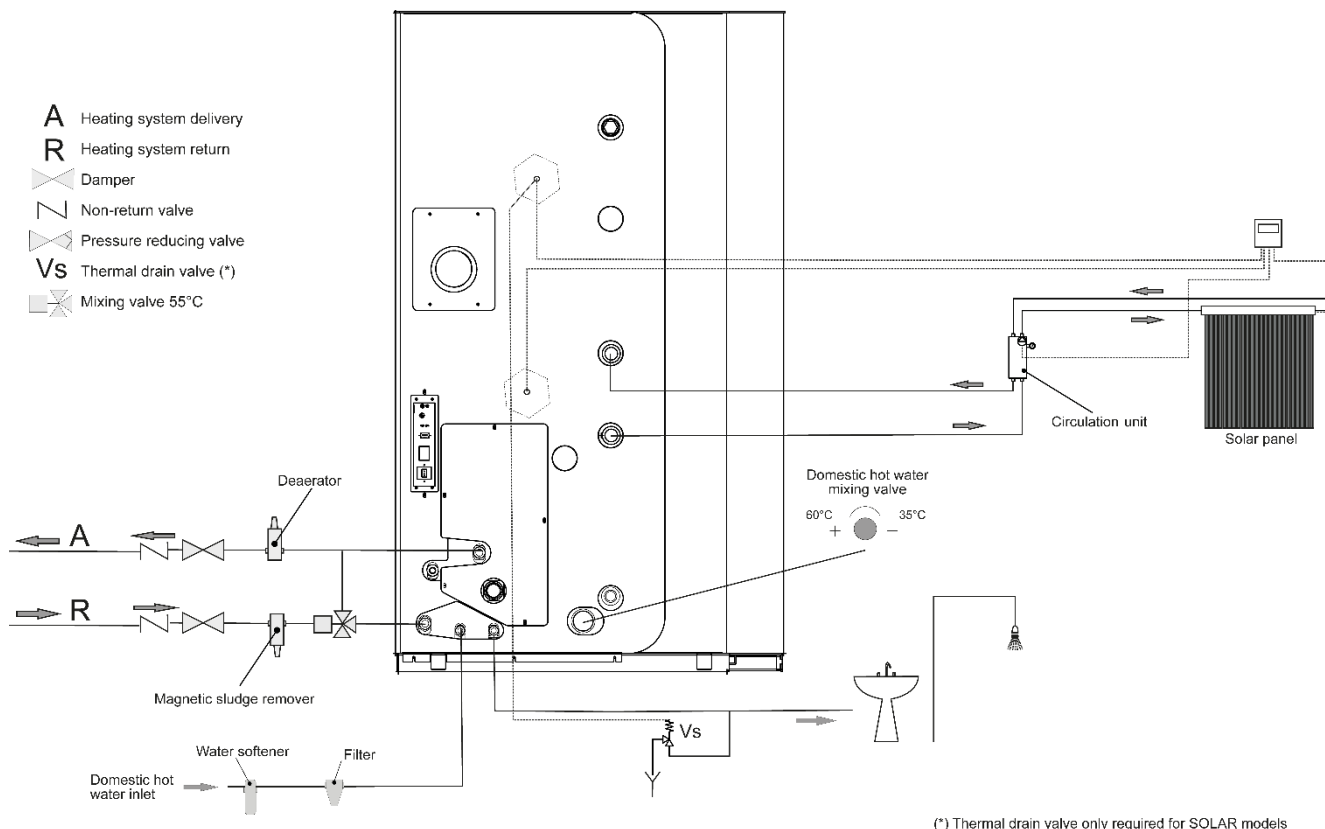 A Heating system delivery
R Heating system return
Damper
Non-return valve
Pressure reducing valve
Vs Thermal drain valve (*)
Mixing valve 55°C
Circulation unit
Solar panel
Domestic hot water
mixing valve
60°C 35°C
+ −
Deaerator
A
R
Magnetic sludge remover
Vs
Water softener
Filter
Domestic hot
water inlet
(*) Thermal drain valve only required for SOLAR models